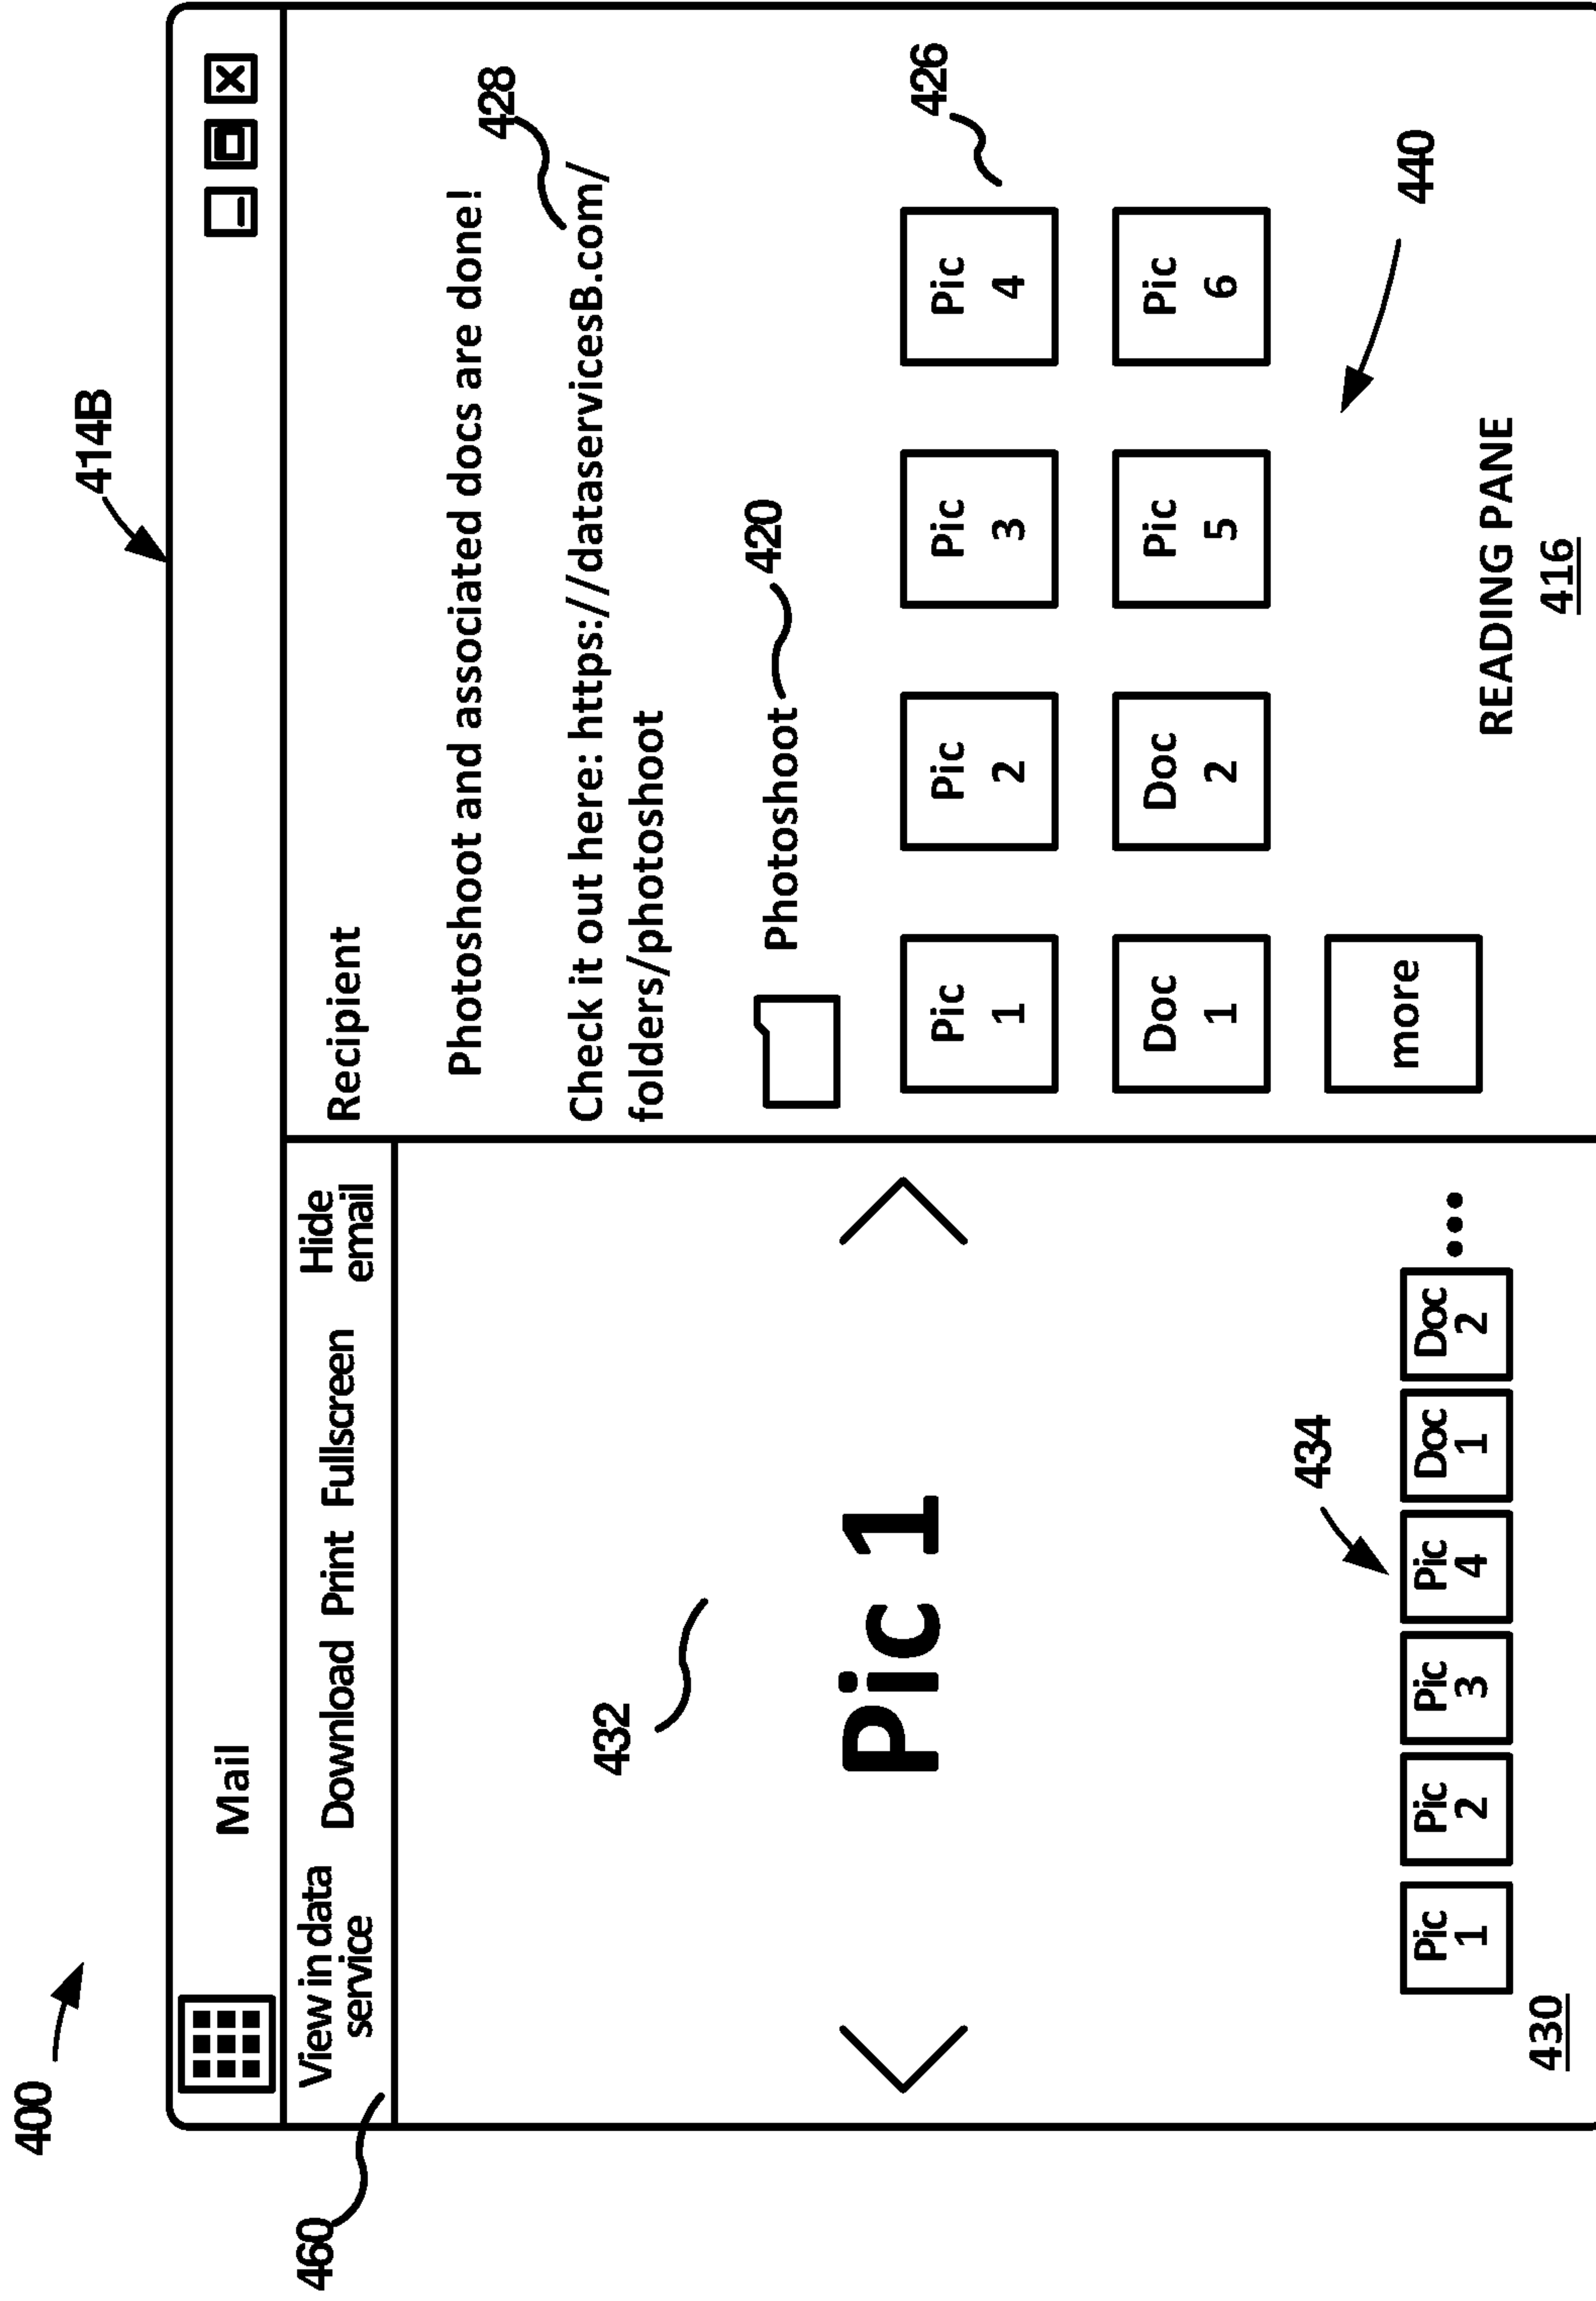 400
414B
Mail
460
View in data
service
Download
Print
Fullscreen
Hide
email
432
Pic 1
434
Pic
1
Pic
2
Pic
3
Pic
4
Doc
1
Doc
2
...
430
Recipient
Photoshoot and associated docs are done!
428
Check it out here: https://dataservicesB.com/
folders/photoshoot
Photoshoot
420
426
Pic
1
Pic
2
Pic
3
Pic
4
Doc
1
Doc
2
Pic
5
Pic
6
more
440
READING PANE
416